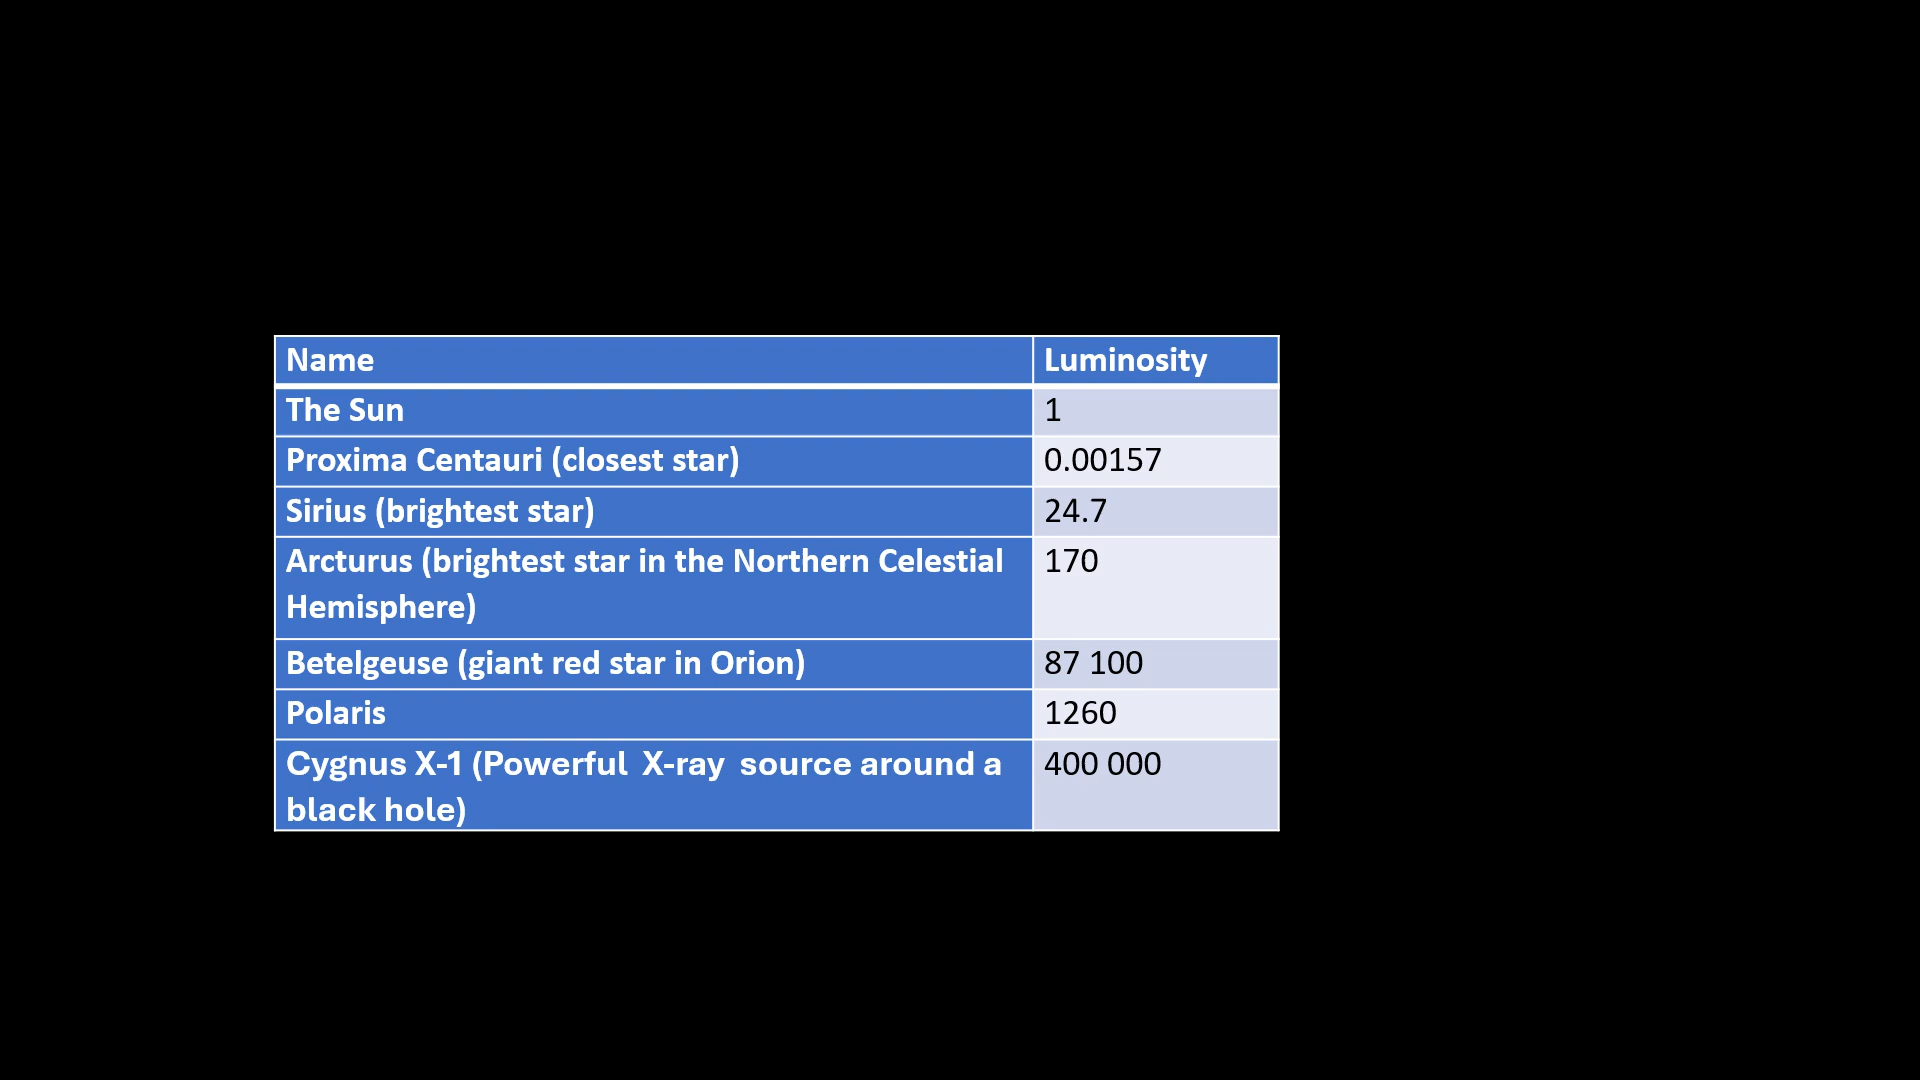 Name Luminosity
The Sun 1
Proxima Centauri (closest star) 0.00157
Sirius (brightest star) 24.7
Arcturus (brightest star in the Northern Celestial 170
Hemisphere)
Betelgeuse (giant red star in Orion) 87 100
Polaris 1260
Cygnus X-1 (Powerful X-ray source around a 400 000
black hole)